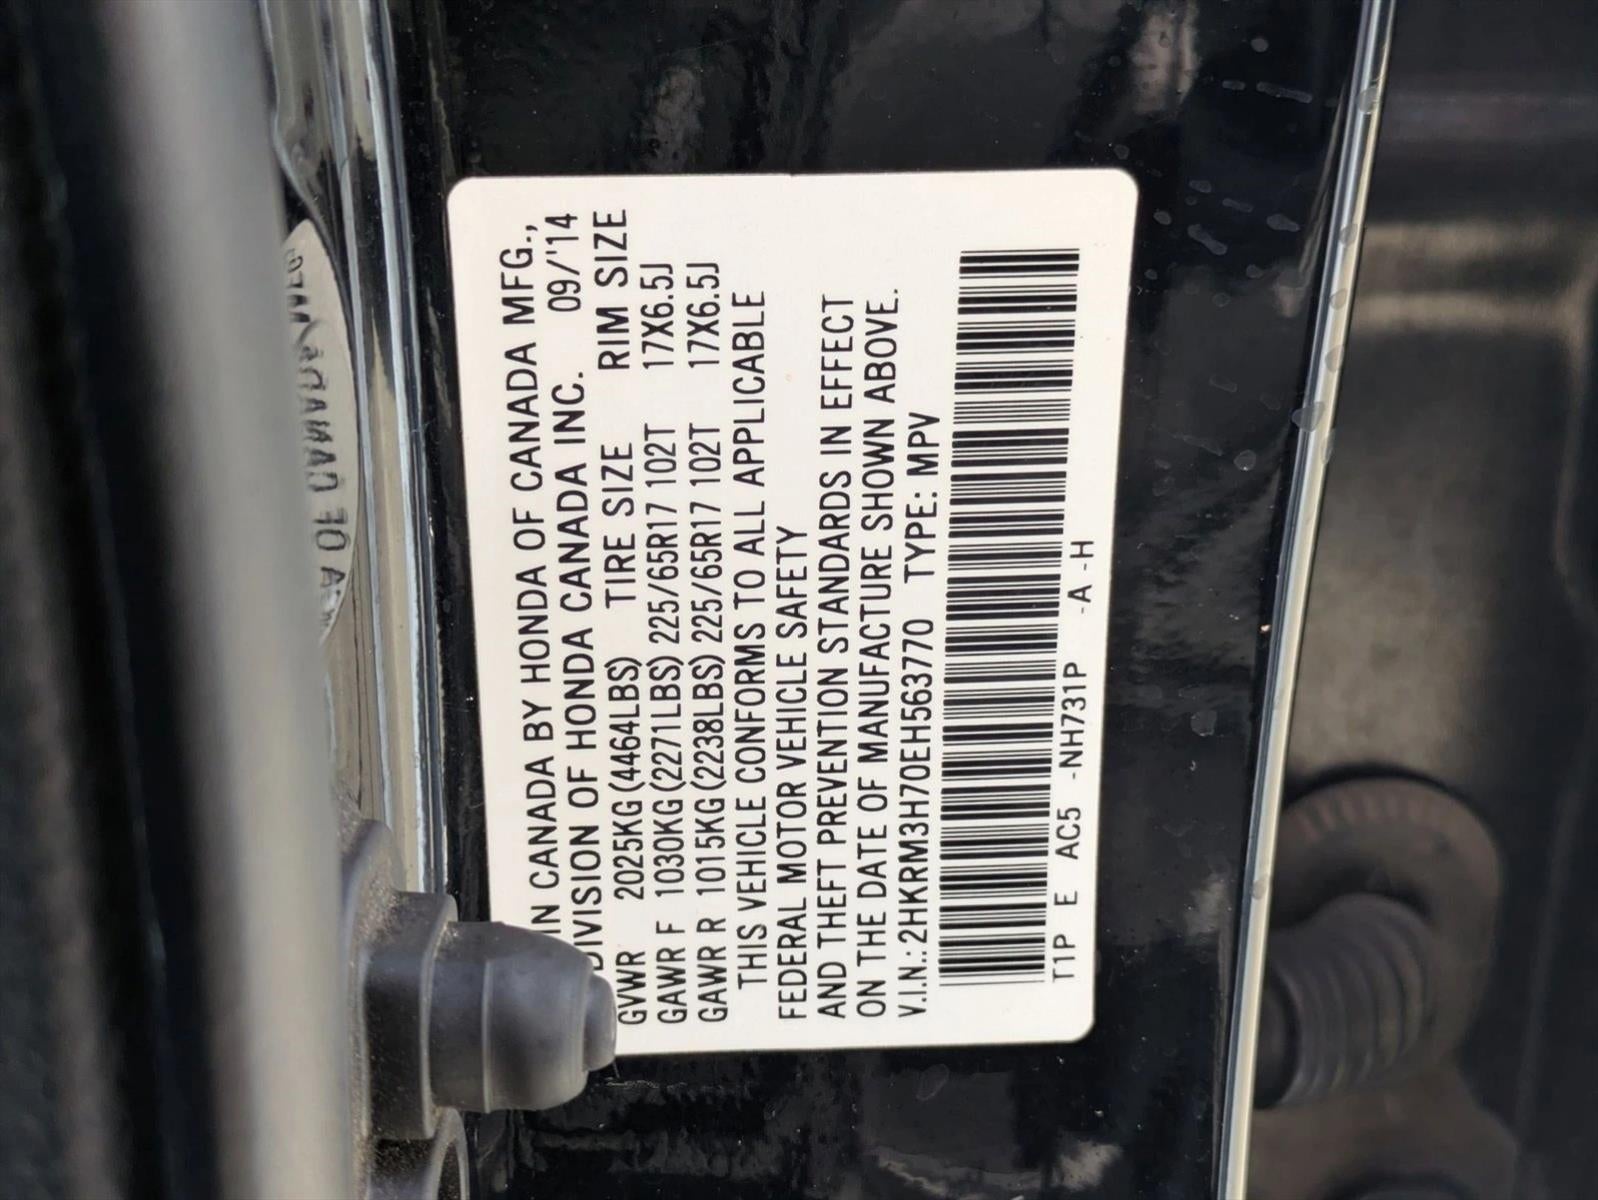 IN CANADA BY HONDA OF CANADA MFG.,
DIVISION OF HONDA CANADA INC. 09/'14
GVWR 2025KG (4464LBS) TIRE SIZE RIM SIZE
GAWR F 1030KG (2271LBS) 225/65R17 102T 17X6.5J
GAWR R 1015KG (2238LBS) 225/65R17 102T 17X6.5J
THIS VEHICLE CONFORMS TO ALL APPLICABLE
FEDERAL MOTOR VEHICLE SAFETY
AND THEFT PREVENTION STANDARDS IN EFFECT
ON THE DATE OF MANUFACTURE SHOWN ABOVE.
V.I.N.: 2HKRM3H70EH563770 TYPE: MPV
T1P E AC5 -NH731P -A -H